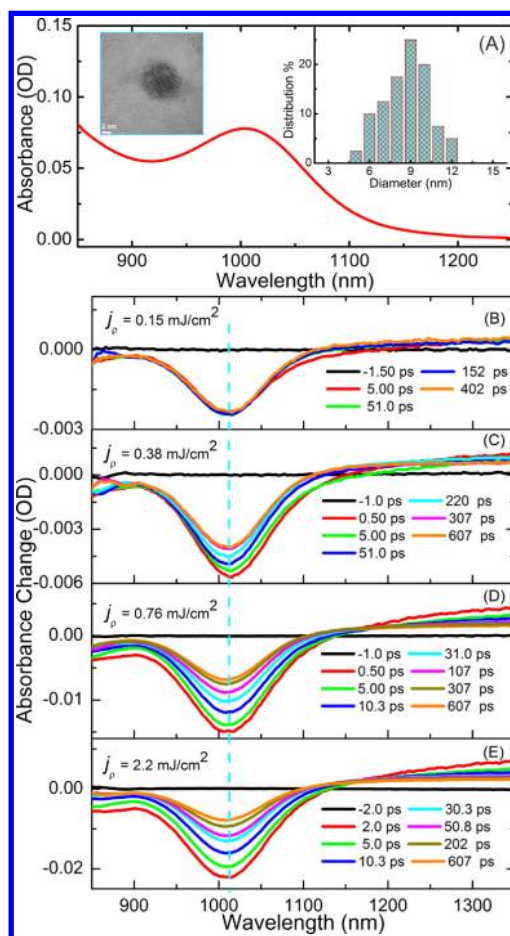 (A)
Absorbance (OD)
0.15
0.10
0.05
0.00
2 nm
Distribution %
20
10
0
3 6 9 12 15
Diameter (nm)
900 1000 1100 1200
Wavelength (nm)
Absorbance Change (OD)
(B)
jρ = 0.15 mJ/cm2
0.000
-0.003
-1.50 ps 152 ps
5.00 ps 402 ps
51.0 ps
(C)
jρ = 0.38 mJ/cm2
0.000
-0.003
-0.006
-1.0 ps 220 ps
0.50 ps 307 ps
5.00 ps 607 ps
51.0 ps
(D)
jρ = 0.76 mJ/cm2
0.00
-0.01
-1.0 ps 31.0 ps
0.50 ps 107 ps
5.00 ps 307 ps
10.3 ps 607 ps
(E)
jρ = 2.2 mJ/cm2
0.00
-0.02
-2.0 ps 30.3 ps
2.0 ps 50.8 ps
5.0 ps 202 ps
10.3 ps 607 ps
900 1000 1100 1200 1300
Wavelength (nm)